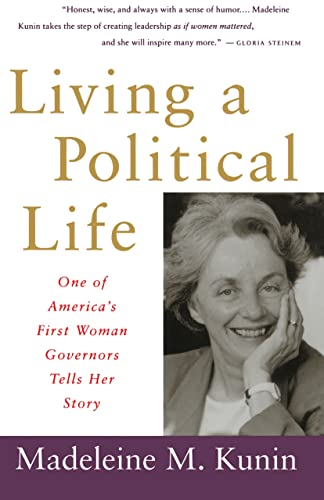 "Honest, wise, and always with a sense of humor.... Madeleine
Kunin takes the step of creating leadership as if women mattered,
and she will inspire many more." — GLORIA STEINEM
Living a
Political
Life
One of
America's
First Woman
Governors
Tells Her
Story
Madeleine M. Kunin